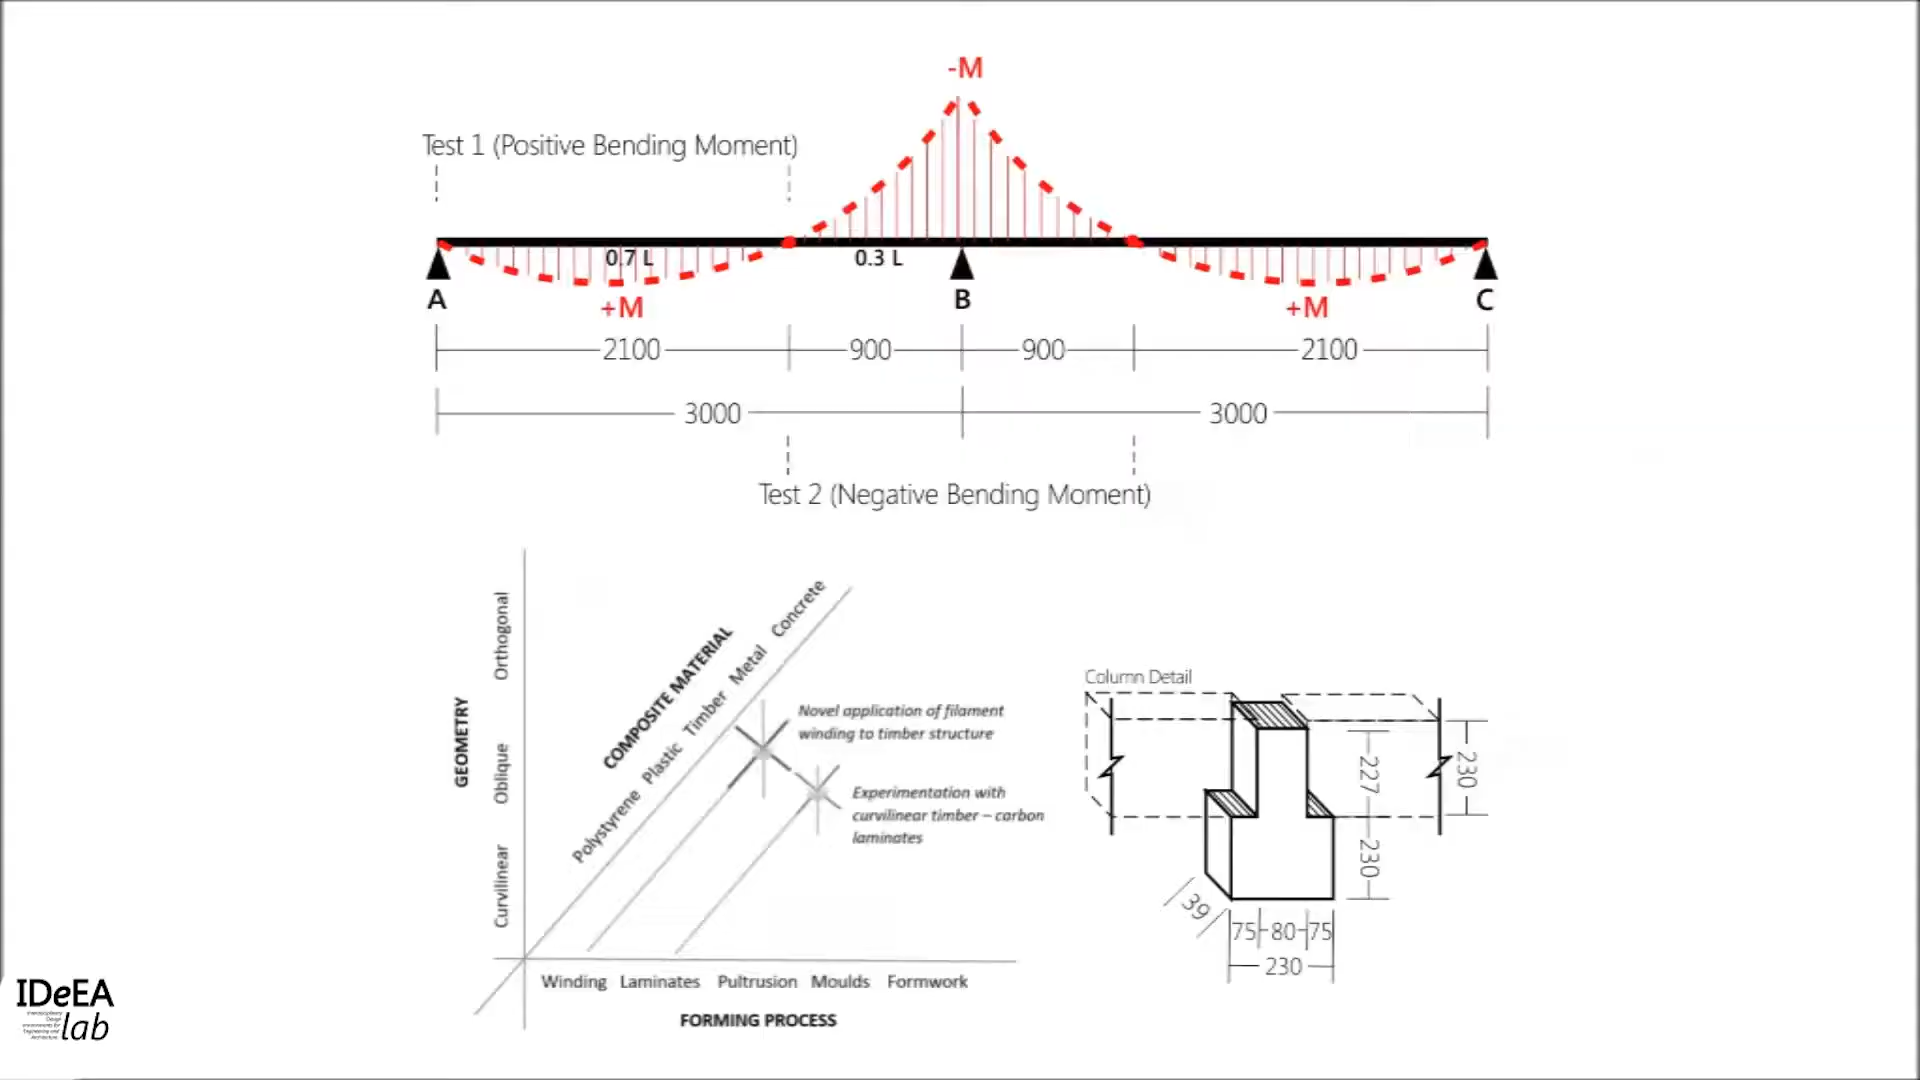 -M
Test 1 (Positive Bending Moment)
0.7 L
0.3 L
A
+M
B
+M
C
2100
900
900
2100
3000
3000
Test 2 (Negative Bending Moment)
GEOMETRY
Orthogonal
Oblique
Curvilinear
COMPOSITE MATERIAL
Polystyrene Plastic Timber Metal Concrete
Novel application of filament
winding to timber structure
Experimentation with
curvilinear timber – carbon
laminates
Winding Laminates Pultrusion Moulds Formwork
FORMING PROCESS
Column Detail
227
230
230
39
75 80 75
230
IDeEA
lab